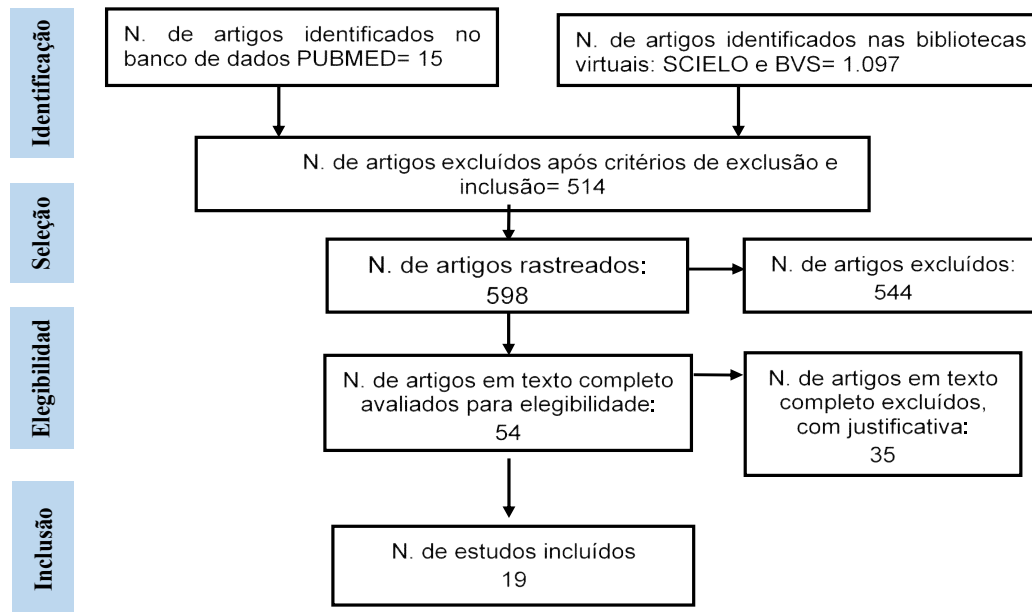 Identificação
N. de artigos identificados no
banco de dados PUBMED= 15
N. de artigos identificados nas bibliotecas
virtuais: SCIELO e BVS= 1.097
N. de artigos excluídos após critérios de exclusão e
inclusão= 514
Seleção
N. de artigos rastreados:
598
N. de artigos excluídos:
544
Elegibilidad
N. de artigos em texto completo
avaliados para elegibilidade:
54
N. de artigos em texto
completo excluídos,
com justificativa:
35
Inclusão
N. de estudos incluídos
19